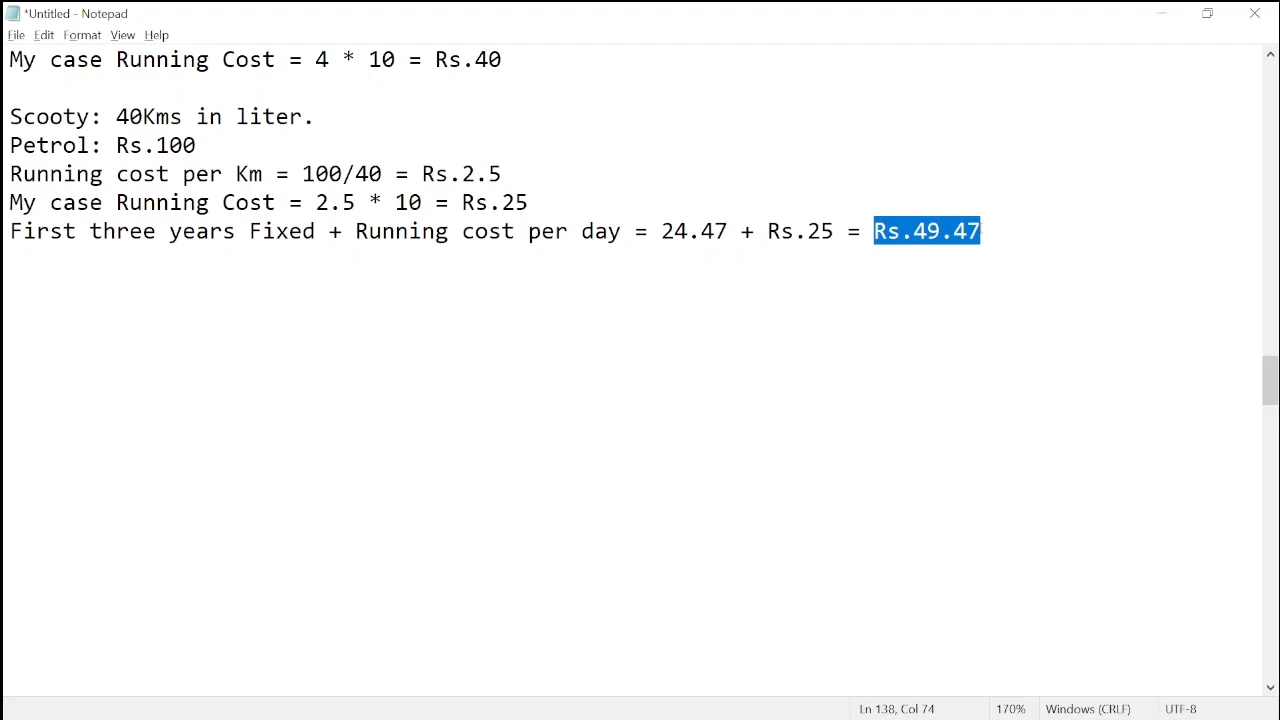 *Untitled - Notepad
File Edit Format View Help
My case Running Cost = 4 * 10 = Rs.40
Scooty: 40Kms in liter.
Petrol: Rs.100
Running cost per Km = 100/40 = Rs.2.5
My case Running Cost = 2.5 * 10 = Rs.25
First three years Fixed + Running cost per day = 24.47 + Rs.25 = Rs.49.47
Ln 138, Col 74 110% Windows (CRLF) UTF-8